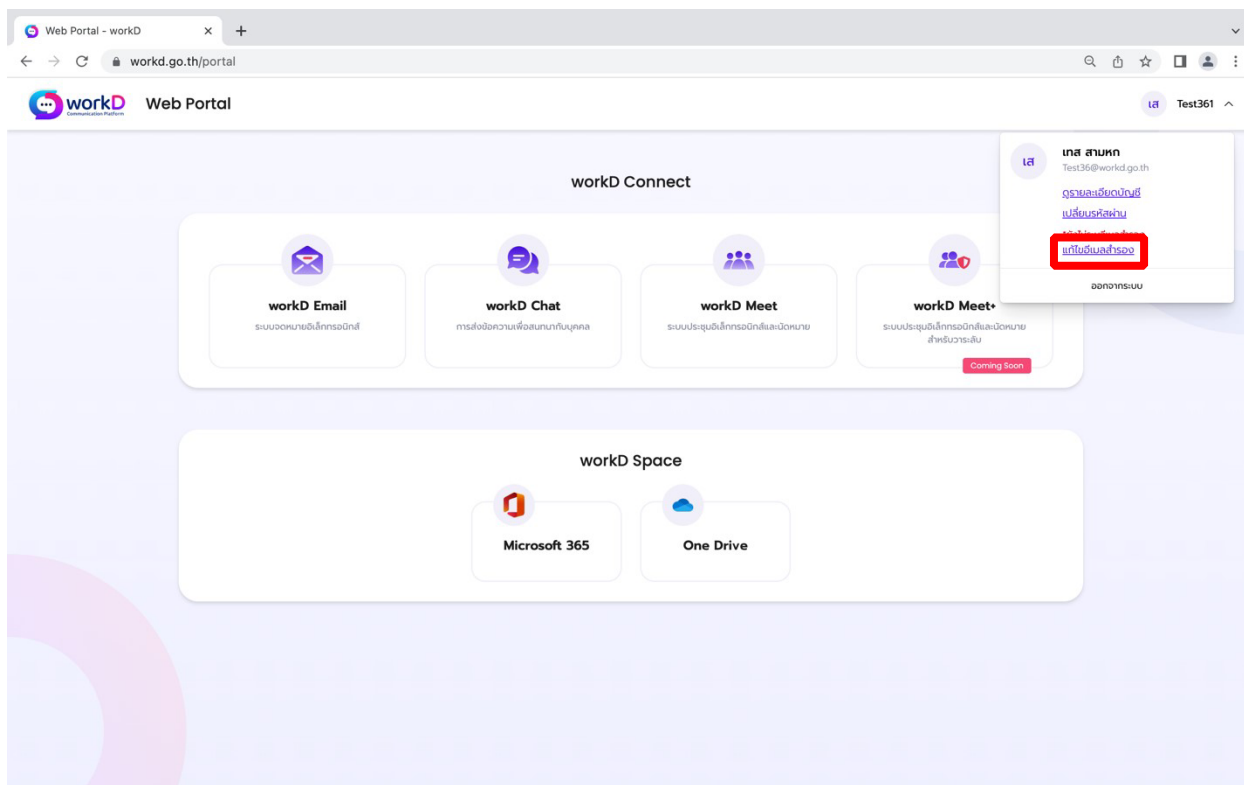 Web Portal - workD
workd.go.th/portal
workD
Communication Platform
Web Portal
เส Test361
เส
เทส สามหก
Test36@workd.go.th
ดูรายละเอียดบัญชี
เปลี่ยนรหัสผ่าน
แก้ไขอีเมลสำรอง
ออกจากระบบ
workD Connect
workD Email
ระบบจดหมายอิเล็กทรอนิกส์
workD Chat
การส่งข้อความเพื่อสนทนากับบุคคล
workD Meet
ระบบประชุมอิเล็กทรอนิกส์และนัดหมาย
workD Meet+
ระบบประชุมอิเล็กทรอนิกส์และนัดหมาย
สำหรับวาระลับ
Coming Soon
workD Space
Microsoft 365
One Drive